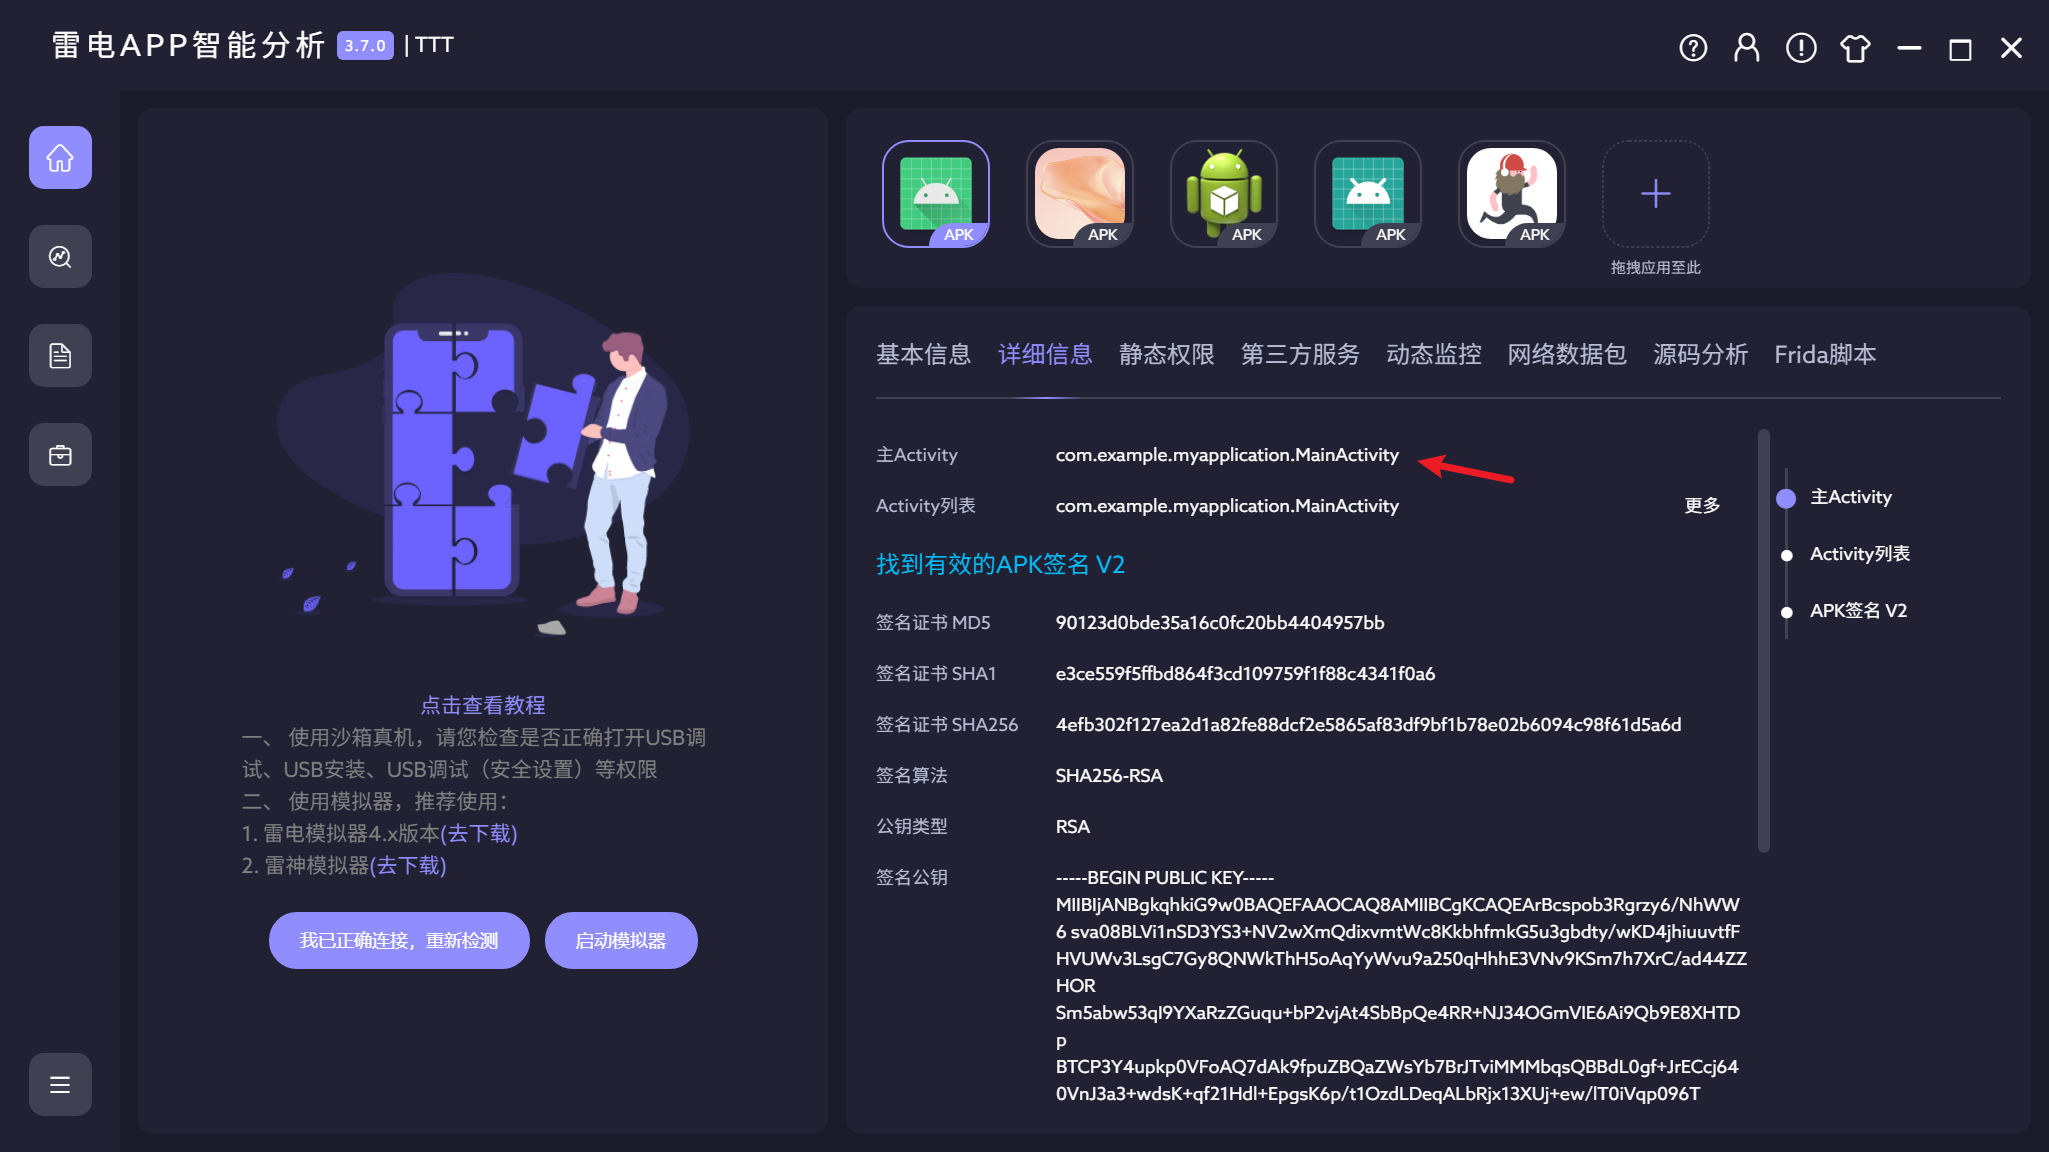 雷电APP智能分析 3.7.0 | TTT
APK
APK
APK
APK
APK
拖拽应用至此
基本信息 详细信息 静态权限 第三方服务 动态监控 网络数据包 源码分析 Frida脚本
主Activity com.example.myapplication.MainActivity
Activity列表 com.example.myapplication.MainActivity 更多
找到有效的APK签名 V2
签名证书 MD5 90123d0bde35a16c0fc20bb4404957bb
签名证书 SHA1 e3ce559f5ffbd864f3cd109759f1f88c4341f0a6
签名证书 SHA256 4efb302f127ea2d1a82fe88dcf2e5865af83df9bf1b78e02b6094c98f61d5a6d
签名算法 SHA256-RSA
公钥类型 RSA
签名公钥 -----BEGIN PUBLIC KEY-----
MIIBIjANBgkqhkiG9w0BAQEFAAOCAQ8AMIIBCgKCAQEArBcspob3Rgrzy6/NhWW
6 sva08BLVi1nSD3YS3+NV2wXmQdixvmtWc8KkbhfmkG5u3gbdty/wKD4jhiuuvtfF
HVUWv3LsgC7Gy8QNWkThH5oAqYyWvu9a250qHhhE3VNv9KSm7h7XrC/ad44ZZ
HOR
Sm5abw53qI9YXaRzZGuqu+bP2vjAt4SbBpQe4RR+NJ34OGmVIE6Ai9Qb9E8XHTD
p
BTCP3Y4upkp0VFoAQ7dAk9fpuZBQaZWsYb7BrJTviMMMbqsQBBdL0gf+JrECcj64
0VnJ3a3+wdsK+qf21Hdl+EpgsK6p/t1OzdLDeqALbRjx13XUj+ew/lT0iVqp096T
主Activity
Activity列表
APK签名 V2
点击查看教程
一、 使用沙箱真机，请您检查是否正确打开USB调
试、USB安装、USB调试（安全设置）等权限
二、 使用模拟器，推荐使用：
1. 雷电模拟器4.x版本(去下载)
2. 雷神模拟器(去下载)
我已正确连接，重新检测 启动模拟器